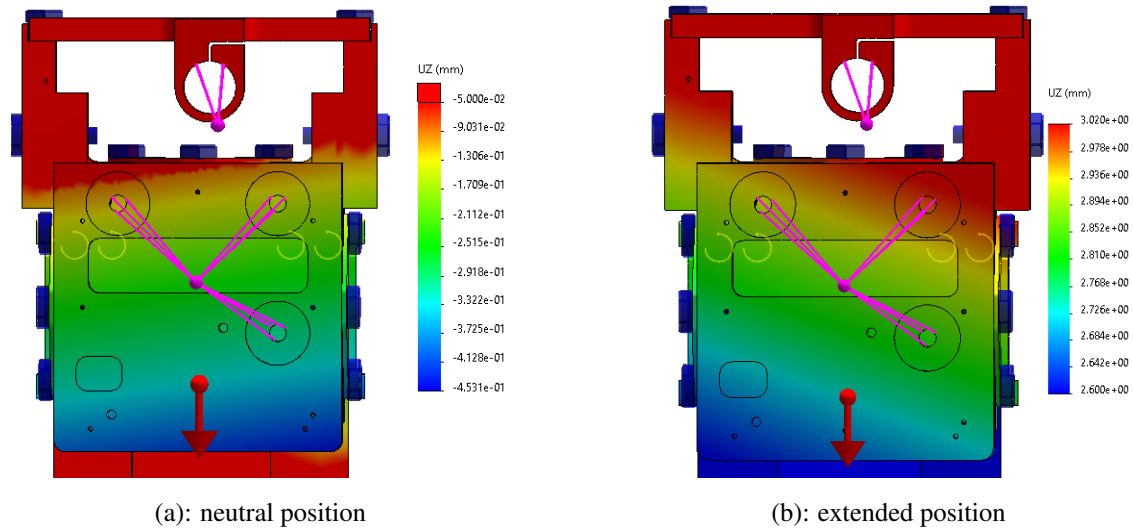 UZ (mm)
-5.000e-02
-9.031e-02
-1.306e-01
-1.709e-01
-2.112e-01
-2.515e-01
-2.918e-01
-3.322e-01
-3.725e-01
-4.128e-01
-4.531e-01
UZ (mm)
3.020e+00
2.978e+00
2.936e+00
2.894e+00
2.852e+00
2.810e+00
2.768e+00
2.726e+00
2.684e+00
2.642e+00
2.600e+00
(a): neutral position
(b): extended position